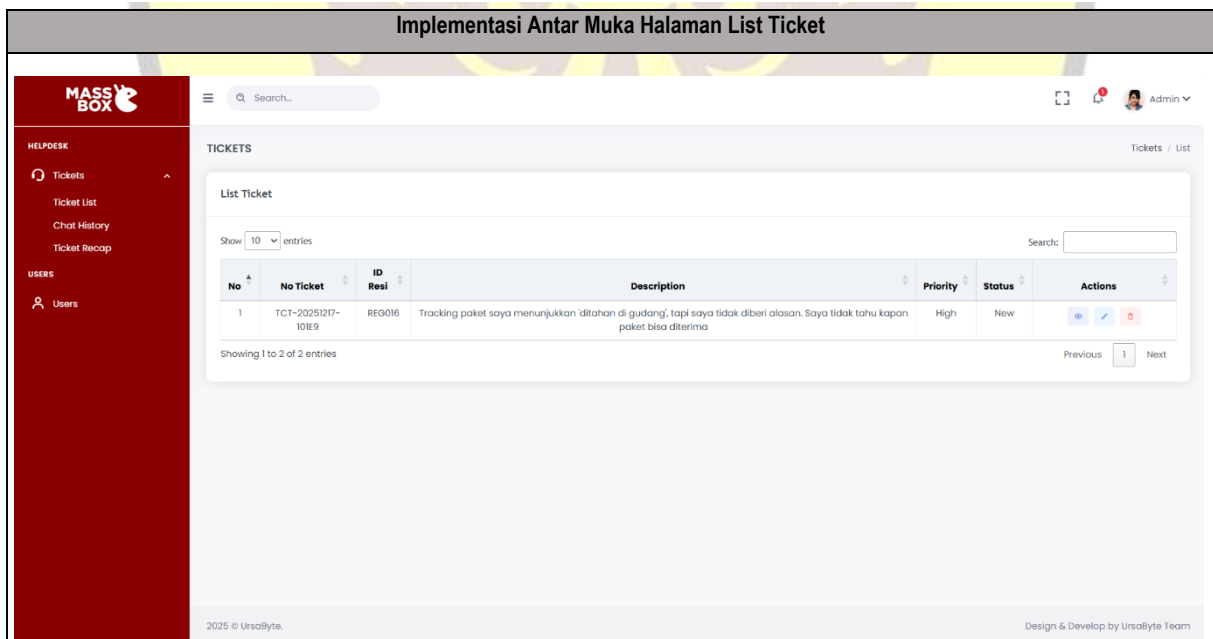 Implementasi Antar Muka Halaman List Ticket
MASS
BOX
Search...
1
Admin
HELPDESK
Tickets
Ticket List
Chat History
Ticket Recap
USERS
Users
TICKETS
Tickets / List
List Ticket
Show 10 entries
Search:
No No Ticket ID Resi Description Priority Status Actions
1 TCT-20251217-101E9 REG016 Tracking paket saya menunjukkan 'ditahan di gudang', tapi saya tidak diberi alasan. Saya tidak tahu kapan High New
paket bisa diterima
Showing 1 to 2 of 2 entries
Previous 1 Next
2025 © UrsaByte.
Design & Develop by UrsaByte Team